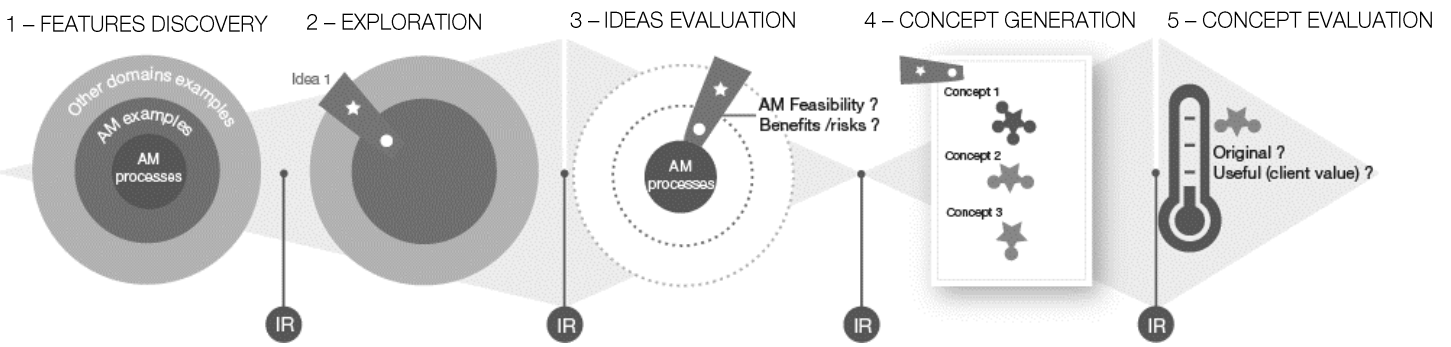 1 – FEATURES DISCOVERY
2 – EXPLORATION
3 – IDEAS EVALUATION
4 – CONCEPT GENERATION
5 – CONCEPT EVALUATION
Other domains examples
AM examples
AM
processes
Idea 1
AM Feasibility ?
Benefits /risks ?
AM
processes
Concept 1
Concept 2
Concept 3
Original ?
Useful (client value) ?
IR
IR
IR
IR